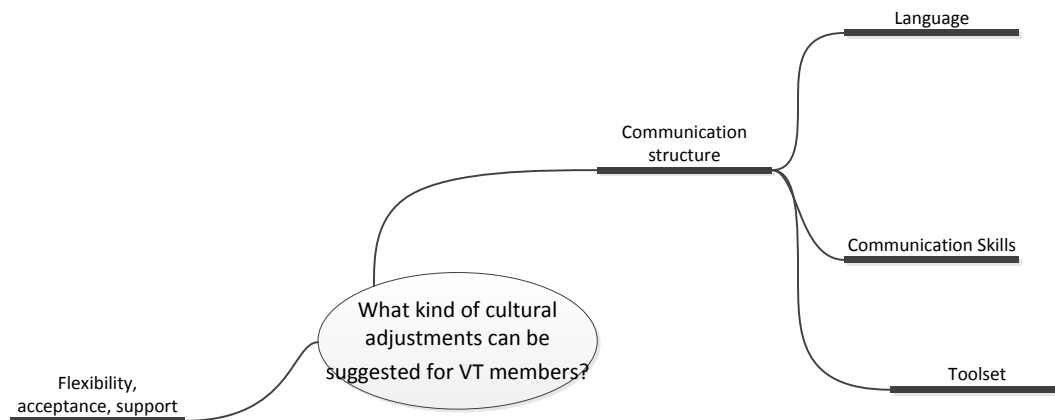 Language
Communication
structure
Communication Skills
What kind of cultural
adjustments can be
suggested for VT members?
Toolset
Flexibility,
acceptance, support